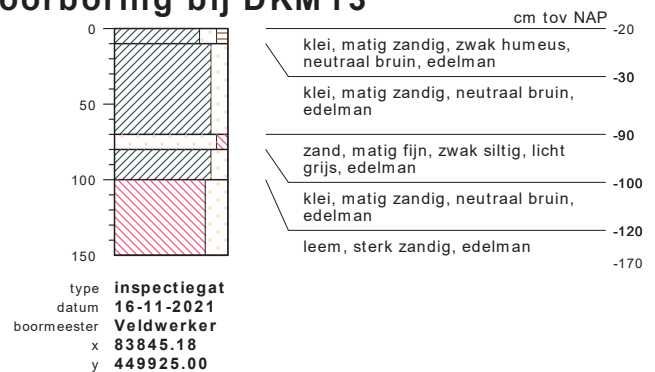 bij DKM13
cm tov NAP
0
-20
klei, matig zandig, zwak humeus,
neutraal bruin, edelman
-30
klei, matig zandig, neutraal bruin,
edelman
50
-90
zand, matig fijn, zwak siltig, licht
grijs, edelman
-100
100
klei, matig zandig, neutraal bruin,
edelman
-120
leem, sterk zandig, edelman
150
-170
type inspectiegat
datum 16-11-2021
boormeester Veldwerker
x 83845.18
y 449925.00